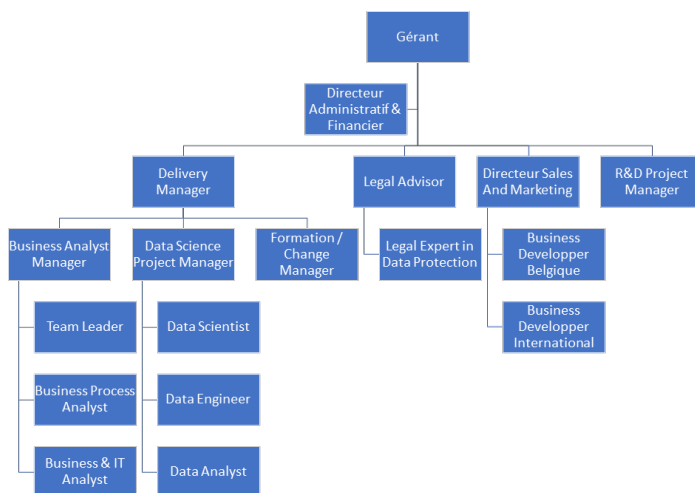 Gérant
Directeur
Administratif &
Financier
Delivery
Manager
Legal Advisor
Directeur Sales
And Marketing
R&D Project
Manager
Business Analyst
Manager
Data Science
Project Manager
Formation /
Change
Manager
Legal Expert in
Data Protection
Business
Developper
Belgique
Team Leader
Data Scientist
Business
Developper
International
Business Process
Analyst
Data Engineer
Business & IT
Analyst
Data Analyst